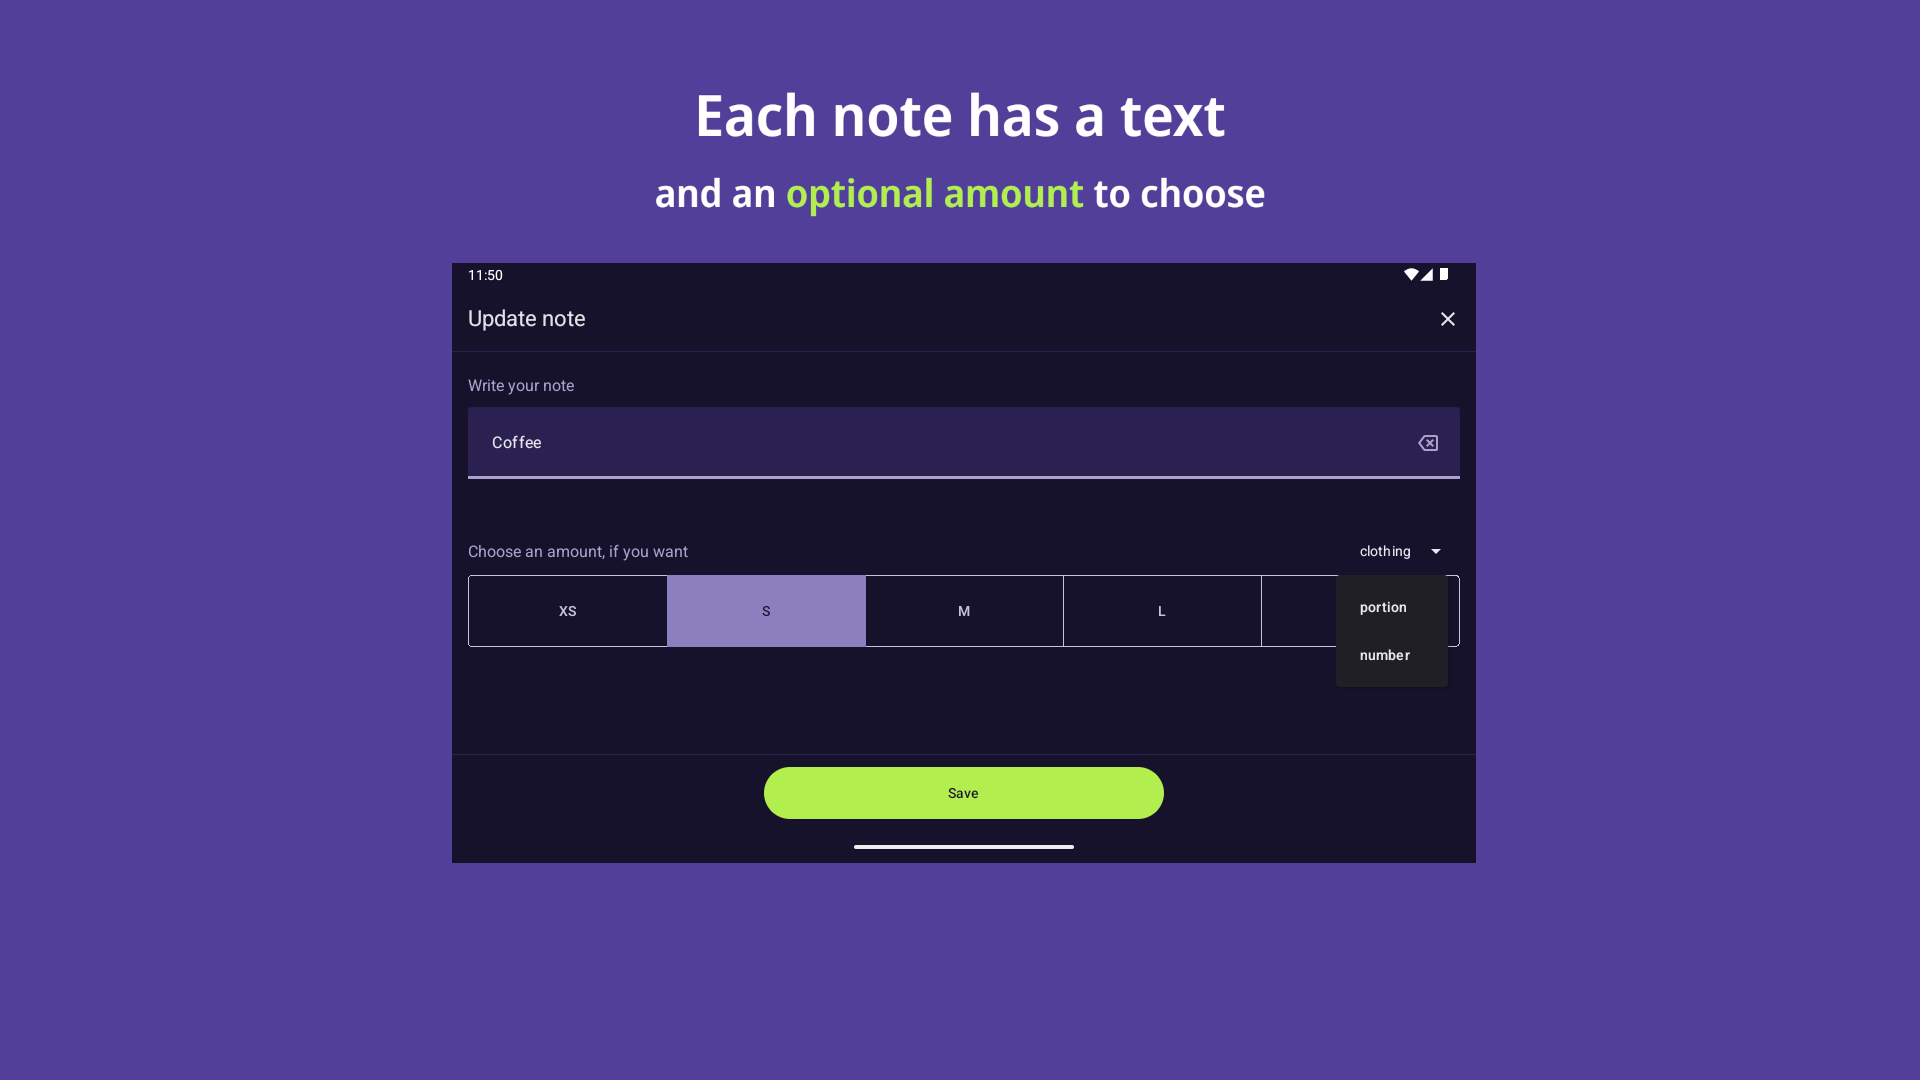 Each note has a text
and an optional amount to choose
11:50
Update note
Write your note
Coffee
Choose an amount, if you want
clothing
XS
S
M
L
portion
number
Save